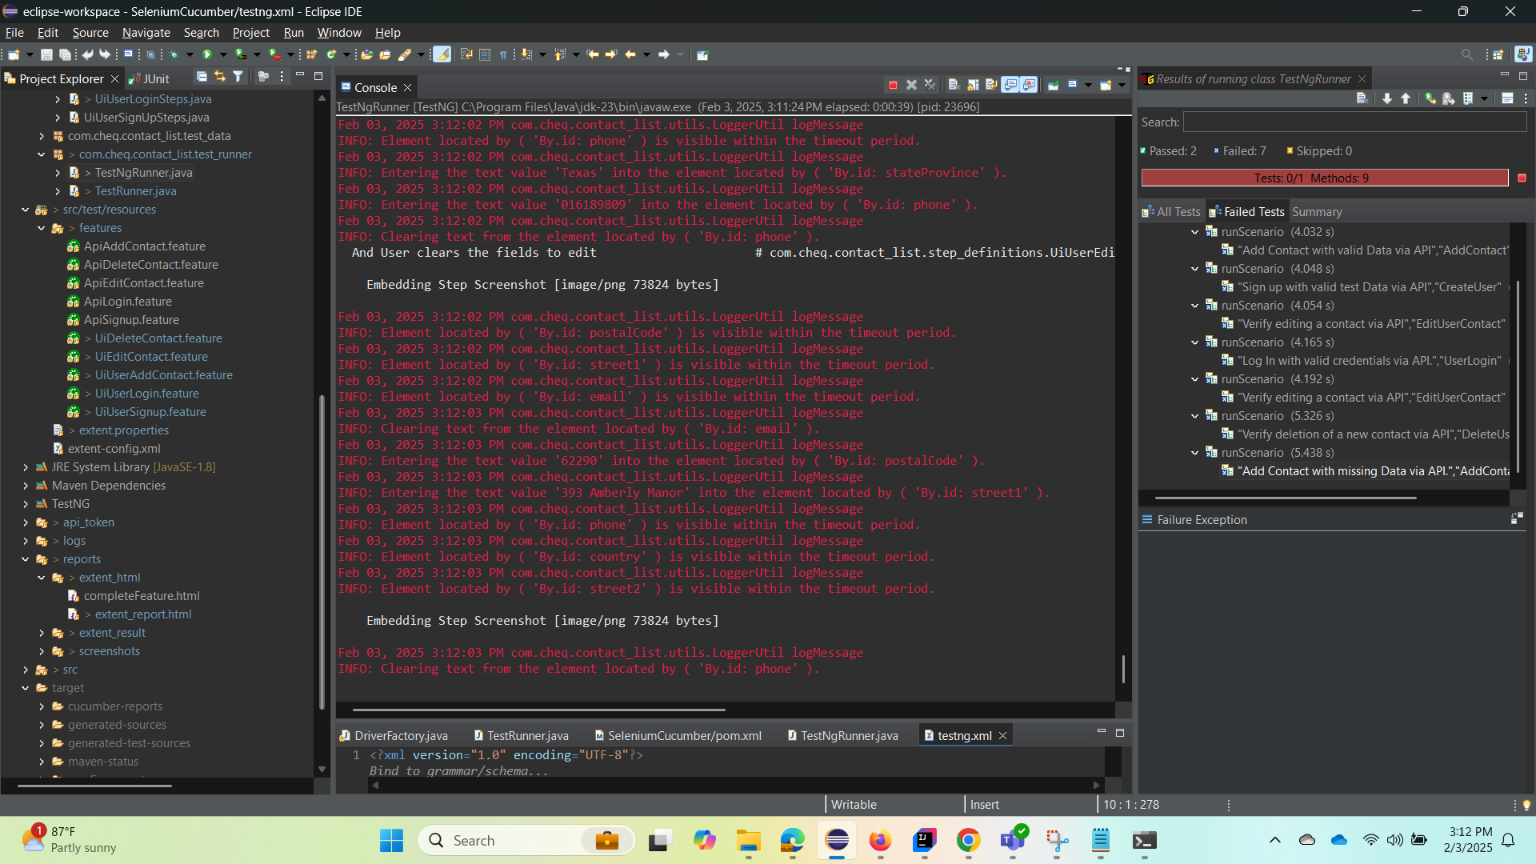 eclipse-workspace - SeleniumCucumber/testng.xml - Eclipse IDE
File Edit Source Navigate Search Project Run Window Help
Project Explorer
JUnit
> UiUserLoginSteps.java
UiUserSignUpSteps.java
com.cheq.contact_list.test_data
> com.cheq.contact_list.test_runner
> TestNgRunner.java
> TestRunner.java
> src/test/resources
> features
ApiAddContact.feature
ApiDeleteContact.feature
ApiEditContact.feature
ApiLogin.feature
ApiSignup.feature
> UiDeleteContact.feature
> UiEditContact.feature
> UiUserAddContact.feature
> UiUserLogin.feature
> UiUserSignup.feature
> extent.properties
extent-config.xml
JRE System Library [JavaSE-1.8]
Maven Dependencies
TestNG
> api_token
> logs
> reports
> extent_html
completeFeature.html
> extent_report.html
> extent_result
> screenshots
> src
target
cucumber-reports
generated-sources
generated-test-sources
maven-status
Console
TestNgRunner [TestNG] C:\Program Files\Java\jdk-23\bin\javaw.exe (Feb 3, 2025, 3:11:24 PM elapsed: 0:00:39) [pid: 23696]
Feb 03, 2025 3:12:02 PM com.cheq.contact_list.utils.LoggerUtil logMessage
INFO: Element located by ( 'By.id: phone' ) is visible within the timeout period.
Feb 03, 2025 3:12:02 PM com.cheq.contact_list.utils.LoggerUtil logMessage
INFO: Entering the text value 'Texas' into the element located by ( 'By.id: stateProvince' ).
Feb 03, 2025 3:12:02 PM com.cheq.contact_list.utils.LoggerUtil logMessage
INFO: Entering the text value '016189809' into the element located by ( 'By.id: phone' ).
Feb 03, 2025 3:12:02 PM com.cheq.contact_list.utils.LoggerUtil logMessage
INFO: Clearing text from the element located by ( 'By.id: phone' ).
And User clears the fields to edit # com.cheq.contact_list.step_definitions.UiUserEdi
Embedding Step Screenshot [image/png 73824 bytes]
Feb 03, 2025 3:12:02 PM com.cheq.contact_list.utils.LoggerUtil logMessage
INFO: Element located by ( 'By.id: postalCode' ) is visible within the timeout period.
Feb 03, 2025 3:12:02 PM com.cheq.contact_list.utils.LoggerUtil logMessage
INFO: Element located by ( 'By.id: street1' ) is visible within the timeout period.
Feb 03, 2025 3:12:02 PM com.cheq.contact_list.utils.LoggerUtil logMessage
INFO: Element located by ( 'By.id: email' ) is visible within the timeout period.
Feb 03, 2025 3:12:03 PM com.cheq.contact_list.utils.LoggerUtil logMessage
INFO: Clearing text from the element located by ( 'By.id: email' ).
Feb 03, 2025 3:12:03 PM com.cheq.contact_list.utils.LoggerUtil logMessage
INFO: Entering the text value '62290' into the element located by ( 'By.id: postalCode' ).
Feb 03, 2025 3:12:03 PM com.cheq.contact_list.utils.LoggerUtil logMessage
INFO: Entering the text value '393 Amberly Manor' into the element located by ( 'By.id: street1' ).
Feb 03, 2025 3:12:03 PM com.cheq.contact_list.utils.LoggerUtil logMessage
INFO: Element located by ( 'By.id: phone' ) is visible within the timeout period.
Feb 03, 2025 3:12:03 PM com.cheq.contact_list.utils.LoggerUtil logMessage
INFO: Element located by ( 'By.id: country' ) is visible within the timeout period.
Feb 03, 2025 3:12:03 PM com.cheq.contact_list.utils.LoggerUtil logMessage
INFO: Element located by ( 'By.id: street2' ) is visible within the timeout period.
Embedding Step Screenshot [image/png 73824 bytes]
Feb 03, 2025 3:12:03 PM com.cheq.contact_list.utils.LoggerUtil logMessage
INFO: Clearing text from the element located by ( 'By.id: phone' ).
DriverFactory.java
TestRunner.java
SeleniumCucumber/pom.xml
TestNgRunner.java
testng.xml
1 <?xml version="1.0" encoding="UTF-8"?>
Bind to grammar/schema...
Results of running class TestNgRunner
Search:
Passed: 2
Failed: 7
Skipped: 0
Tests: 0/1 Methods: 9
All Tests
Failed Tests
Summary
runScenario (4.032 s)
"Add Contact with valid Data via API","AddContact"
runScenario (4.048 s)
"Sign up with valid test Data via API","CreateUser"
runScenario (4.054 s)
"Verify editing a contact via API","EditUserContact"
runScenario (4.165 s)
"Log In with valid credentials via API.","UserLogin"
runScenario (4.192 s)
"Verify editing a contact via API","EditUserContact"
runScenario (5.326 s)
"Verify deletion of a new contact via API","DeleteUs
runScenario (5.438 s)
"Add Contact with missing Data via API.","AddConta
Failure Exception
Writable
Insert
10 : 1 : 278
1
87°F
Partly sunny
Search
3:12 PM
2/3/2025